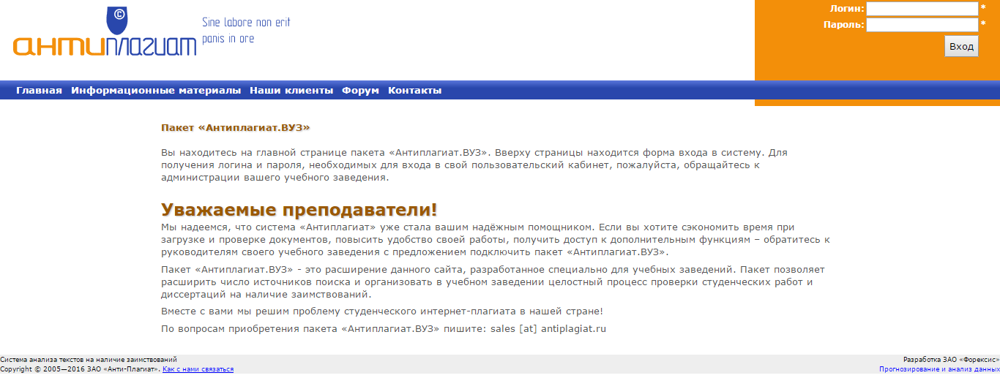 ©
антиплагиат
Sine labore non erit
panis in ore
Логин: *
Пароль: *
Вход
Главная Информационные материалы Наши клиенты Форум Контакты
Пакет «Антиплагиат.ВУЗ»
Вы находитесь на главной странице пакета «Антиплагиат.ВУЗ». Вверху страницы находится форма входа в систему. Для
получения логина и пароля, необходимых для входа в свой пользовательский кабинет, пожалуйста, обращайтесь к
администрации вашего учебного заведения.
Уважаемые преподаватели!
Мы надеемся, что система «Антиплагиат» уже стала вашим надёжным помощником. Если вы хотите сэкономить время при
загрузке и проверке документов, повысить удобство своей работы, получить доступ к дополнительным функциям – обратитесь к
руководителям своего учебного заведения с предложением подключить пакет «Антиплагиат.ВУЗ».
Пакет «Антиплагиат.ВУЗ» - это расширение данного сайта, разработанное специально для учебных заведений. Пакет позволяет
расширить число источников поиска и организовать в учебном заведении целостный процесс проверки студенческих работ и
диссертаций на наличие заимствований.
Вместе с вами мы решим проблему студенческого интернет-плагиата в нашей стране!
По вопросам приобретения пакета «Антиплагиат.ВУЗ» пишите: sales [at] antiplagiat.ru
Система анализа текстов на наличие заимствований
Copyright © 2005—2016 ЗАО «Анти-Плагиат». Как с нами связаться
Разработка ЗАО «Форексис»
Прогнозирование и анализ данных